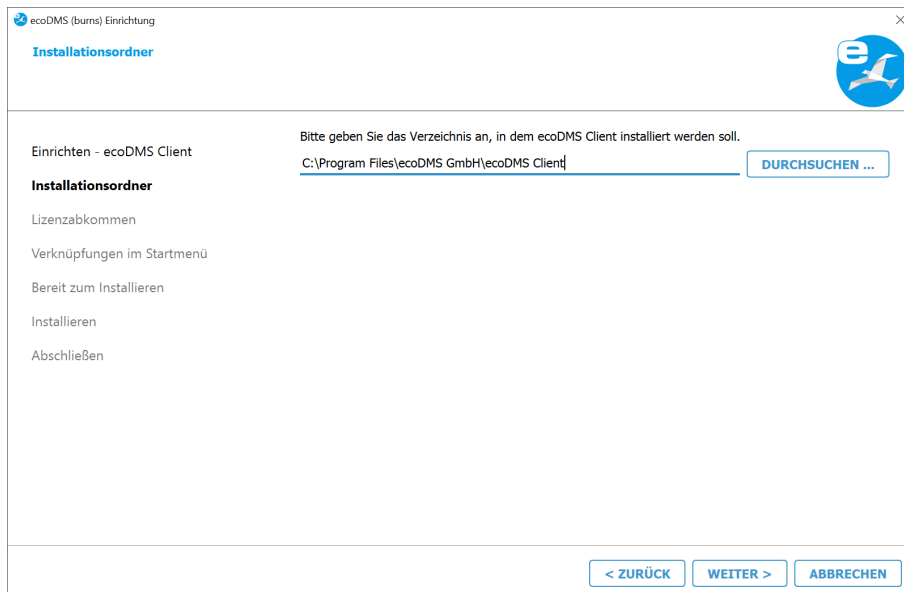 ecoDMS (burns) Einrichtung
Installationsordner
e
Einrichten - ecoDMS Client
Installationsordner
Lizenzabkommen
Verknüpfungen im Startmenü
Bereit zum Installieren
Installieren
Abschließen
Bitte geben Sie das Verzeichnis an, in dem ecoDMS Client installiert werden soll.
C:\Program Files\ecoDMS GmbH\ecoDMS Client
DURCHSUCHEN ...
< ZURÜCK
WEITER >
ABBRECHEN